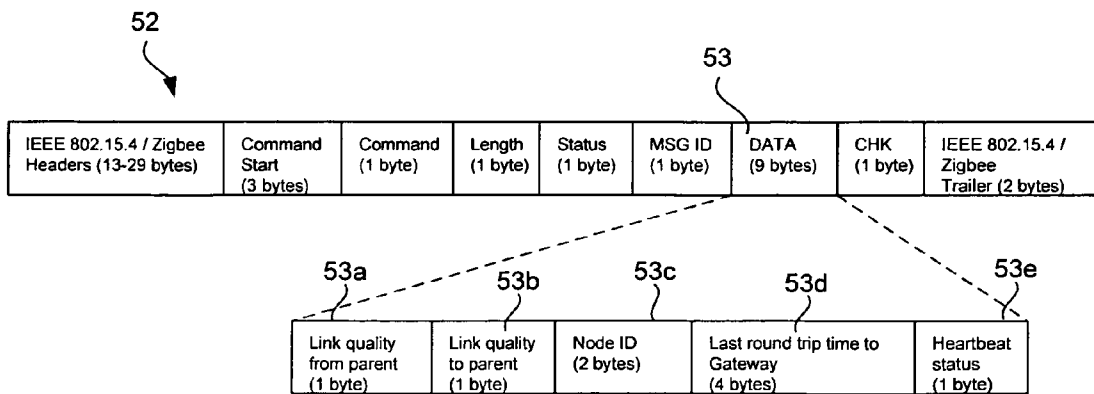 52
53
IEEE 802.15.4 / Zigbee
Headers (13-29 bytes)
Command
Start
(3 bytes)
Command
(1 byte)
Length
(1 byte)
Status
(1 byte)
MSG ID
(1 byte)
DATA
(9 bytes)
CHK
(1 byte)
IEEE 802.15.4 /
Zigbee
Trailer (2 bytes)
53a
53b
53c
53d
53e
Link quality
from parent
(1 byte)
Link quality
to parent
(1 byte)
Node ID
(2 bytes)
Last round trip time to
Gateway
(4 bytes)
Heartbeat
status
(1 byte)